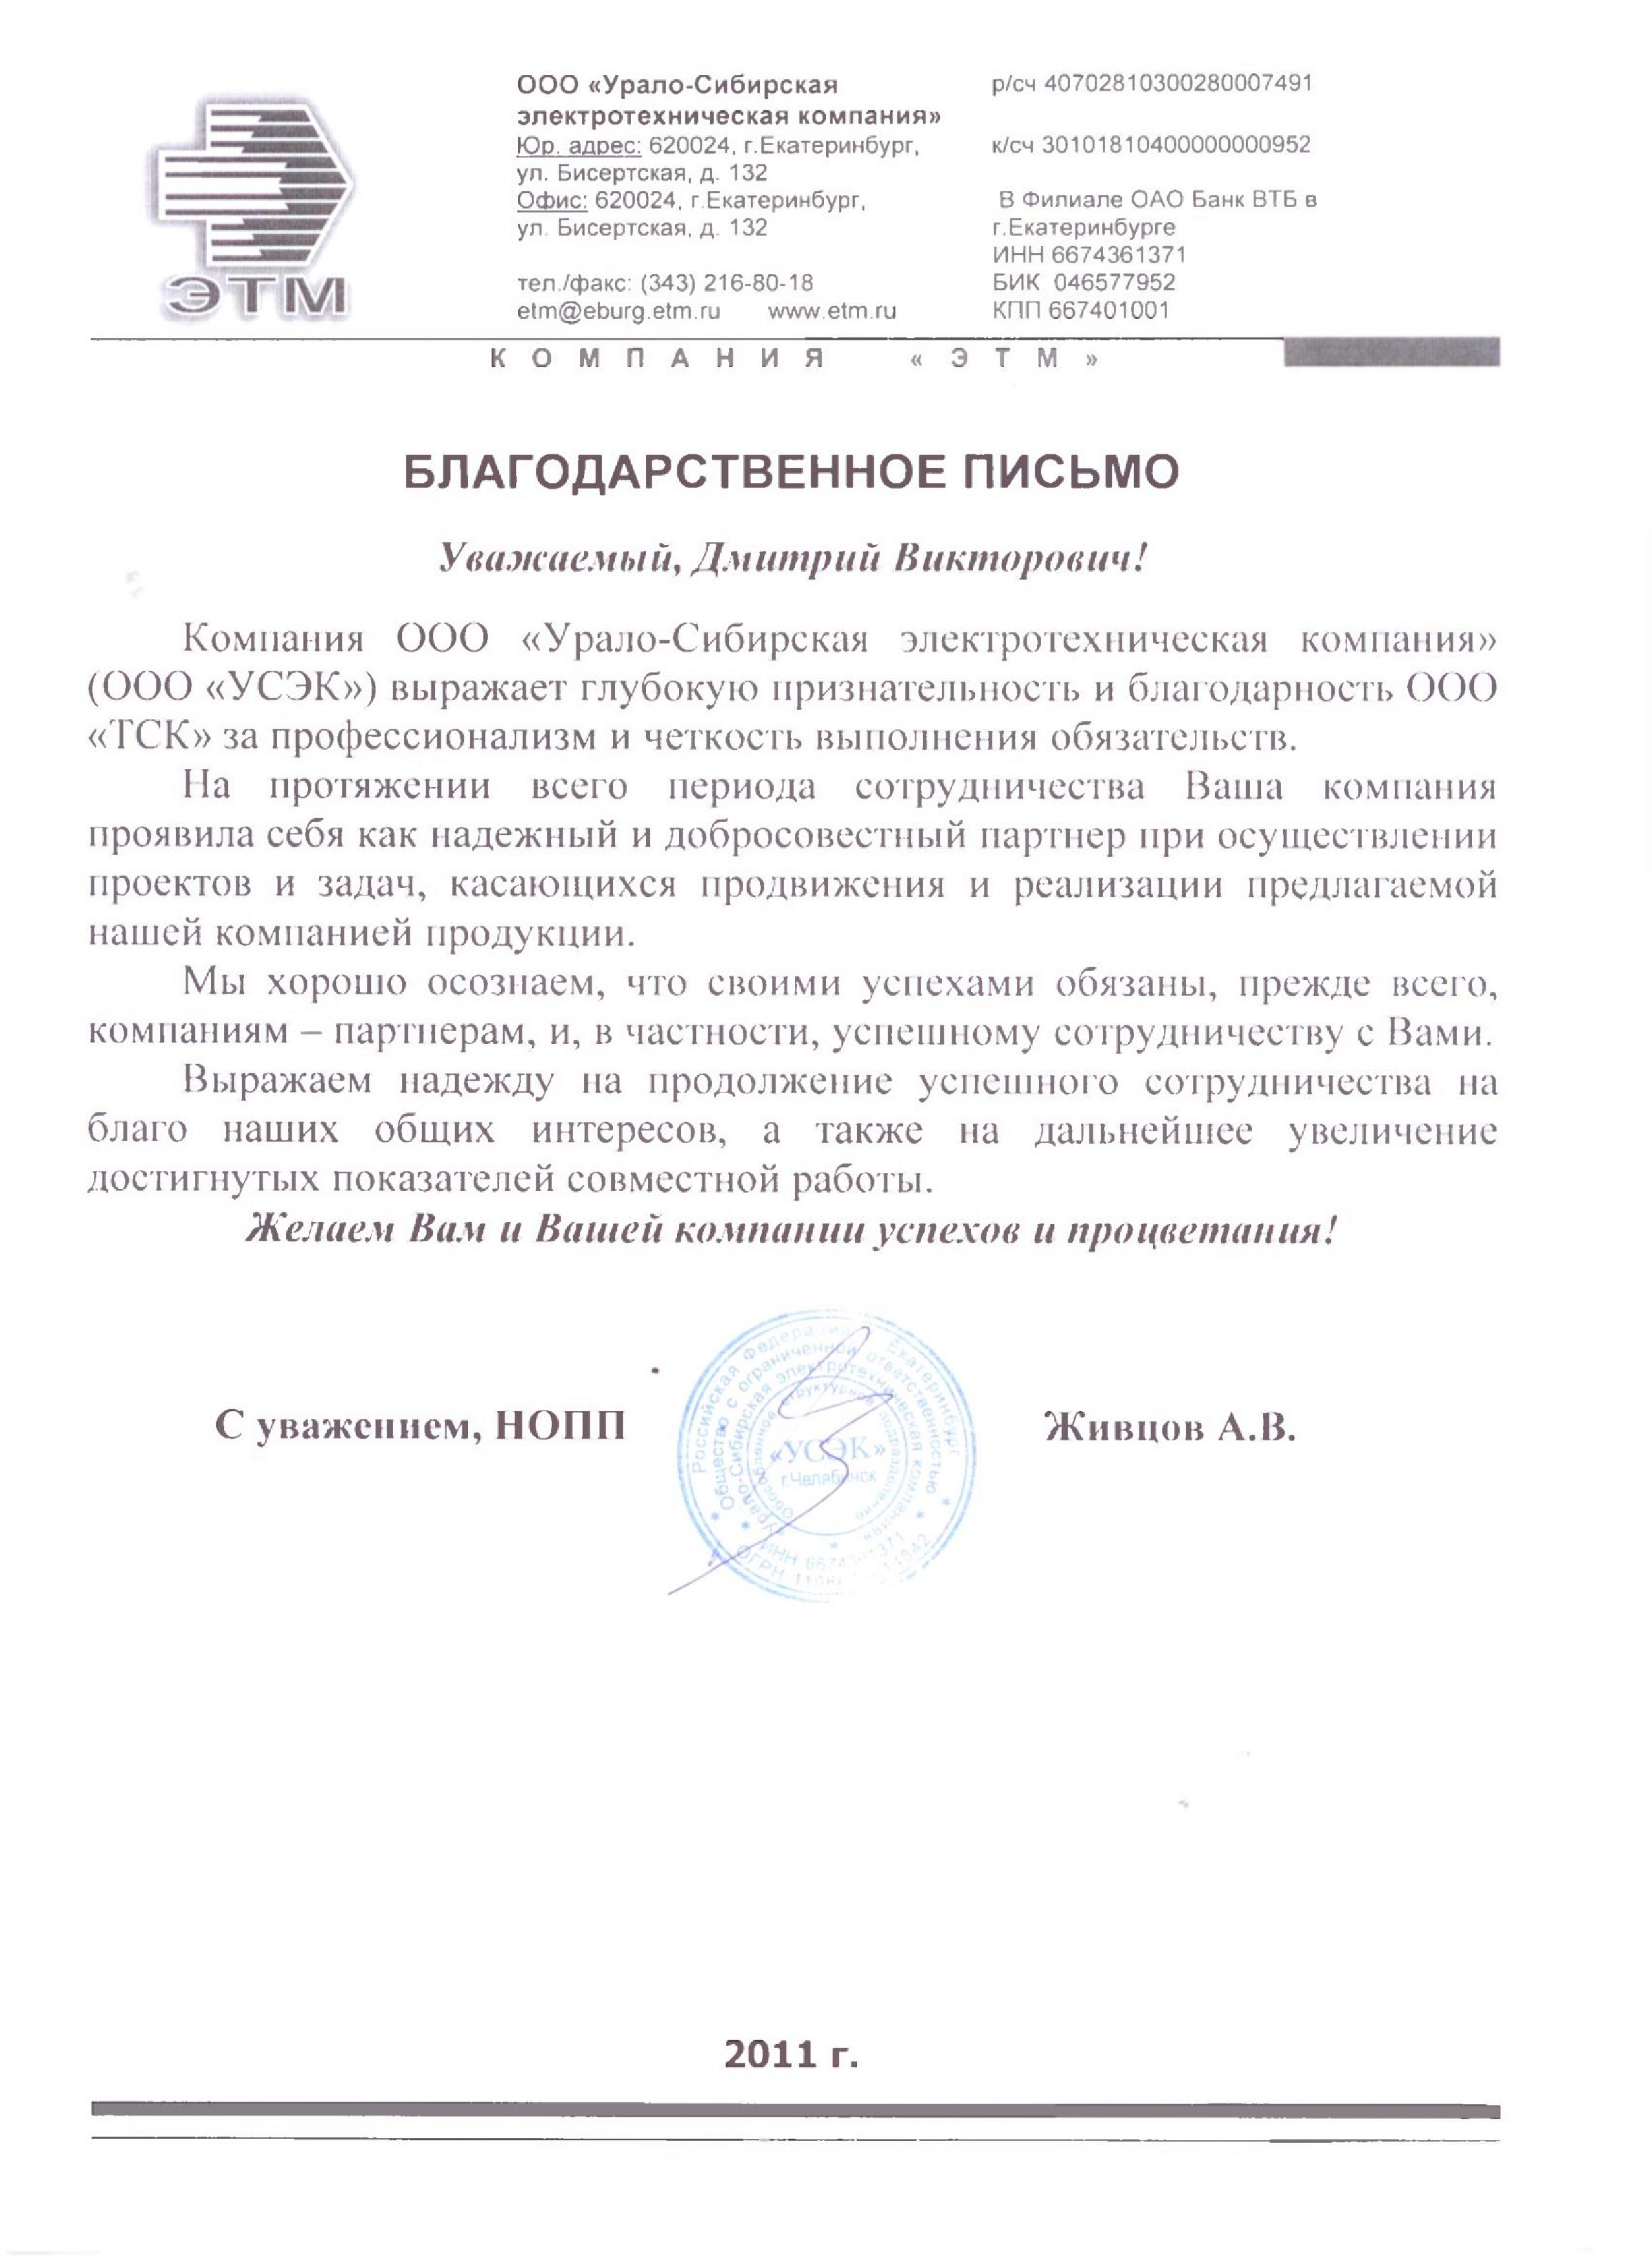 ЭТМ
ООО «Урало-Сибирская
электротехническая компания»
Юр. адрес: 620024, г.Екатеринбург,
ул. Бисертская, д. 132
Офис: 620024, г.Екатеринбург,
ул. Бисертская, д. 132
тел./факс: (343) 216-80-18
etm@eburg.etm.ru www.etm.ru
р/сч 40702810300280007491
к/сч 30101810400000000952
В Филиале ОАО Банк ВТБ в
г.Екатеринбурге
ИНН 6674361371
БИК 046577952
КПП 667401001
КОМПАНИЯ «ЭТМ»
БЛАГОДАРСТВЕННОЕ ПИСЬМО
Уважаемый, Дмитрий Викторович!
Компания ООО «Урало-Сибирская электротехническая компания»
(ООО «УСЭК») выражает глубокую признательность и благодарность ООО
«ТСК» за профессионализм и четкость выполнения обязательств.
На протяжении всего периода сотрудничества Ваша компания
проявила себя как надежный и добросовестный партнер при осуществлении
проектов и задач, касающихся продвижения и реализации предлагаемой
нашей компанией продукции.
Мы хорошо осознаем, что своими успехами обязаны, прежде всего,
компаниям – партнерам, и, в частности, успешному сотрудничеству с Вами.
Выражаем надежду на продолжение успешного сотрудничества на
благо наших общих интересов, а также на дальнейшее увеличение
достигнутых показателей совместной работы.
Желаем Вам и Вашей компании успехов и процветания!
С уважением, НОПП
Российская Федерация Екатеринбург
Общество с ограниченной ответственностью
Урало-Сибирская электротехническая компания
Обособленное структурное подразделение
«УСЭК»
г.Челябинск
ИНН 6674361371
ОГРН
Живцов А.В.
2011 г.